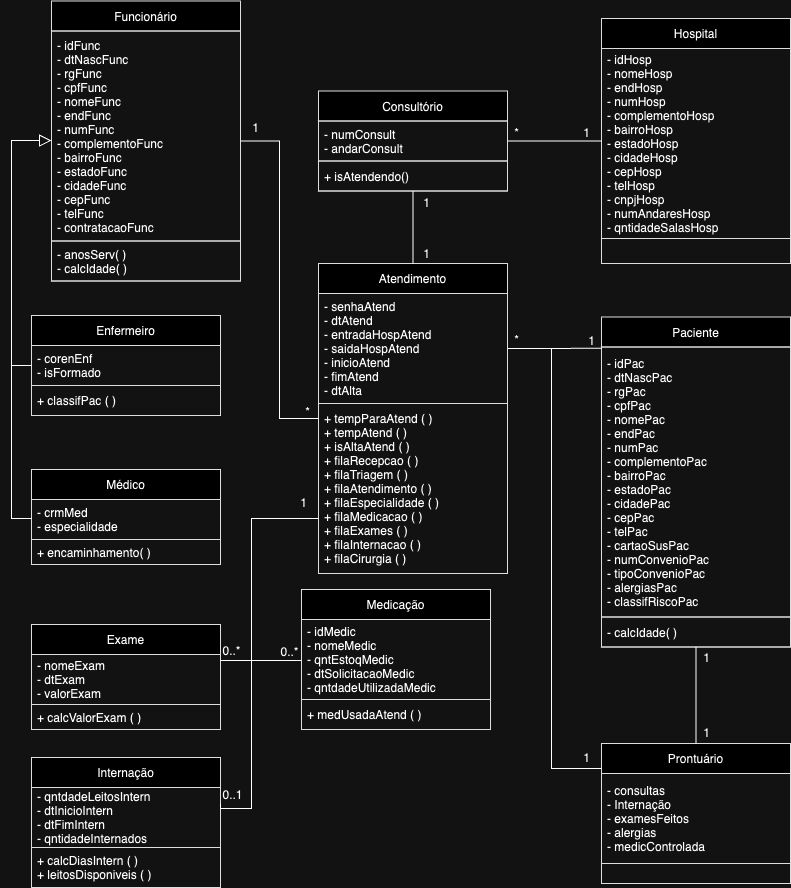 Funcionário
- idFunc
- dtNascFunc
- rgFunc
- cpfFunc
- nomeFunc
- endFunc
- numFunc
- complementoFunc
- bairroFunc
- estadoFunc
- cidadeFunc
- cepFunc
- telFunc
- contratacaoFunc
- anosServ( )
- calcIdade( )
1
*
Hospital
- idHosp
- nomeHosp
- endHosp
- numHosp
- complementoHosp
- bairroHosp
- estadoHosp
- cidadeHosp
- cepHosp
- telHosp
- cnpjHosp
- numAndaresHosp
- qntidadeSalasHosp
Consultório
- numConsult
- andarConsult
+ isAtendendo()
*
1
1
1
Atendimento
- senhaAtend
- dtAtend
- entradaHospAtend
- saidaHospAtend
- inicioAtend
- fimAtend
- dtAlta
+ tempParaAtend ( )
+ tempAtend ( )
+ isAltaAtend ( )
+ filaRecepcao ( )
+ filaTriagem ( )
+ filaAtendimento ( )
+ filaEspecialidade ( )
+ filaMedicacao ( )
+ filaExames ( )
+ filaInternacao ( )
+ filaCirurgia ( )
*
1
1
Enfermeiro
- corenEnf
- isFormado
+ classifPac ( )
Médico
- crmMed
- especialidade
+ encaminhamento( )
Paciente
- idPac
- dtNascPac
- rgPac
- cpfPac
- nomePac
- endPac
- numPac
- complementoPac
- bairroPac
- estadoPac
- cidadePac
- cepPac
- telPac
- cartaoSusPac
- numConvenioPac
- tipoConvenioPac
- alergiasPac
- classifRiscoPac
- calcIdade( )
1
1
1
Medicação
- idMedic
- nomeMedic
- qntEstoqMedic
- dtSolicitacaoMedic
- qntdadeUtilizadaMedic
+ medUsadaAtend ( )
Exame
- nomeExam
- dtExam
- valorExam
+ calcValorExam ( )
0..*
0..*
Internação
- qntdadeLeitosIntern
- dtInicioIntern
- dtFimIntern
- qntidadeInternados
+ calcDiasIntern ( )
+ leitosDisponiveis ( )
0..1
Prontuário
- consultas
- Internação
- examesFeitos
- alergias
- medicControlada